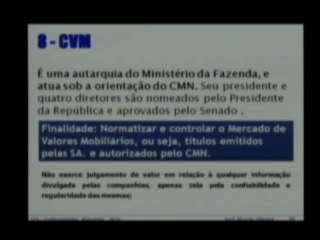 8 - CVM
É uma autarquia do Ministério da Fazenda, e
atua sob a orientação do CMN. Seu presidente e
quatro diretores são nomeados pelo Presidente
da República e aprovados pelo Senado .
Finalidade: Normatizar e controlar o Mercado de
Valores Mobiliários, ou seja, títulos emitidos
pelas SA. e autorizados pelo CMN.
Não exerce julgamento de valor em relação à qualquer informação
divulgada pelas companhias, apenas zela pela confiabilidade e
regularidade das mesmas;